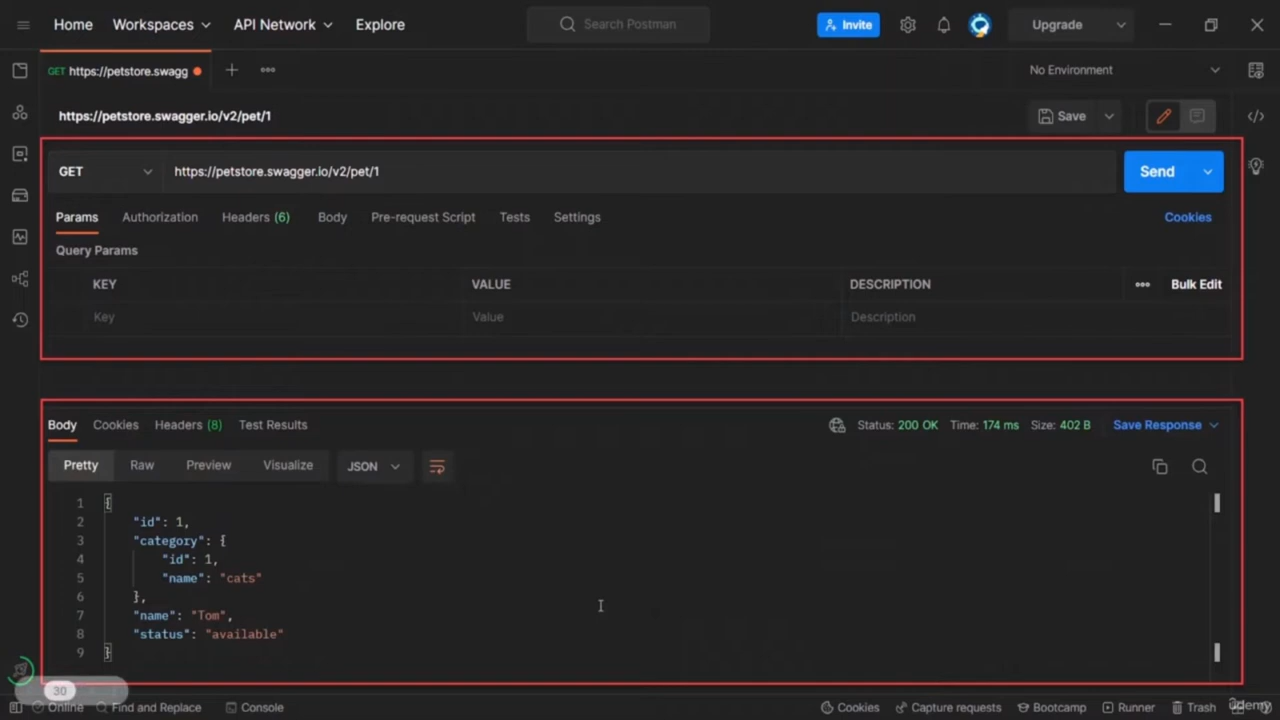 Home Workspaces API Network Explore Search Postman Invite Upgrade
GET https://petstore.swagg No Environment
https://petstore.swagger.io/v2/pet/1 Save
GET https://petstore.swagger.io/v2/pet/1 Send
Params Authorization Headers (6) Body Pre-request Script Tests Settings Cookies
Query Params
KEY VALUE DESCRIPTION Bulk Edit
Key Value Description
Body Cookies Headers (8) Test Results Status: 200 OK Time: 174 ms Size: 402 B Save Response
Pretty Raw Preview Visualize JSON
1 {
2 "id": 1,
3 "category": {
4 "id": 1,
5 "name": "cats"
6 },
7 "name": "Tom",
8 "status": "available"
9 }
30
Online Find and Replace Console Cookies Capture requests Bootcamp Runner Trash Udemy